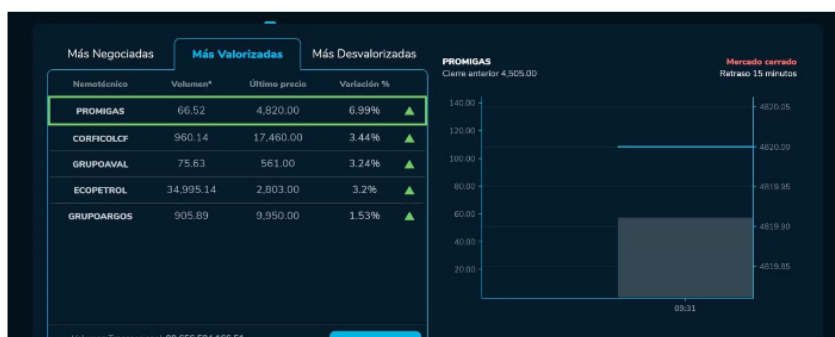 Más Negociadas Más Valorizadas Más Desvalorizadas
Nemotécnico Volumen* Último precio Variación %
PROMIGAS 66.52 4,820.00 6.99%
CORFICOLCF 960.14 17,460.00 3.44%
GRUPOAVAL 75.63 561.00 3.24%
ECOPETROL 34,995.14 2,803.00 3.2%
GRUPOARGOS 905.89 9,950.00 1.53%
PROMIGAS Mercado cerrado
Cierre anterior 4,505.00 Retraso 15 minutos
140.00 4820.05
120.00
100.00 4820.00
80.00 4819.95
60.00 4819.90
40.00
20.00 4819.85
09:31